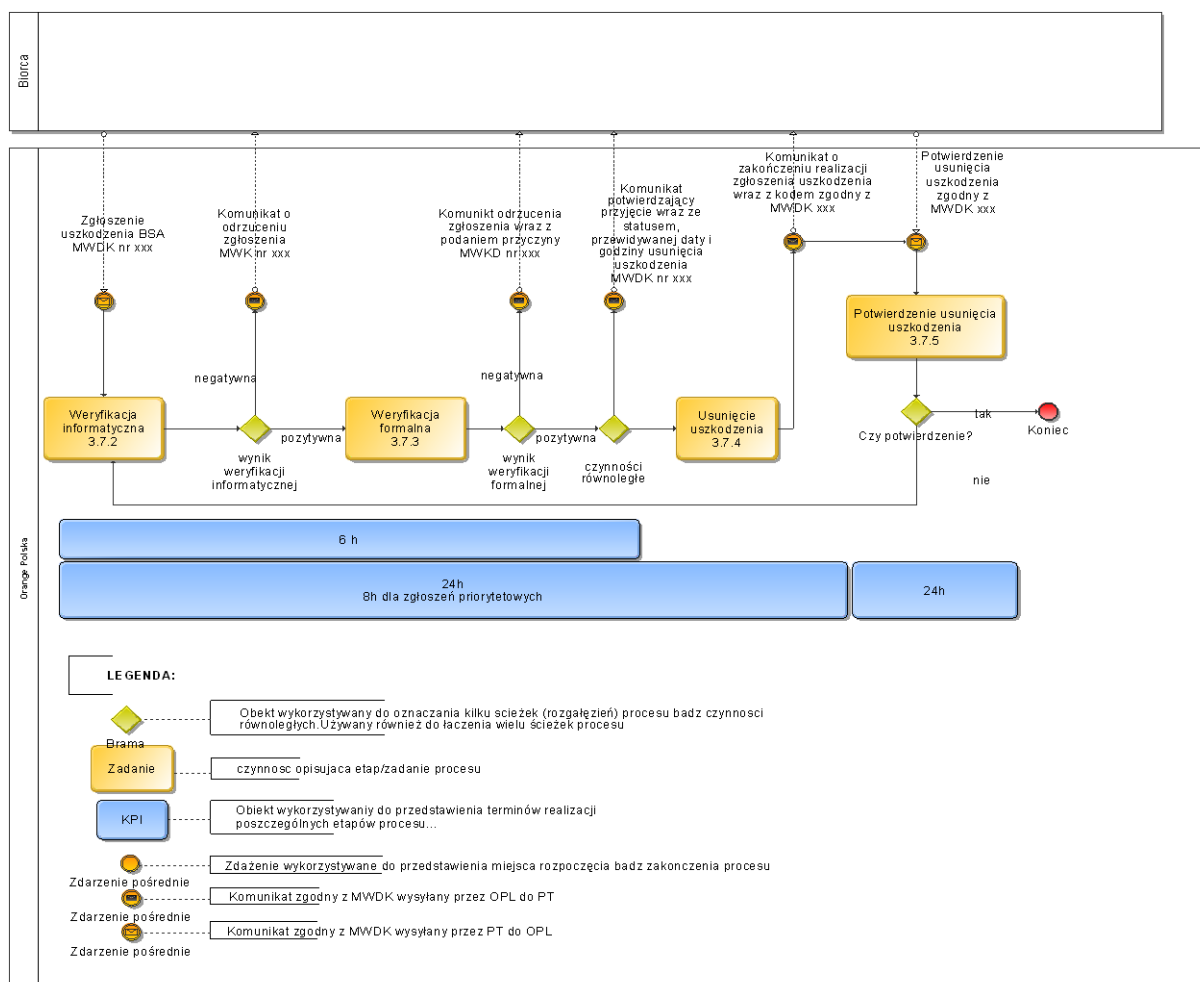 Biorca
Orange Polska
Zgłoszenie
uszkodzenia BSA
MWDK nr xxx
Komunikat o
odrzuceniu
zgłoszenia
MWK nr xxx
Komunikt odrzucenia
zgłoszenia wraz z
podaniem przyczyny
MWKD nr xxx
Komunikat
potwierdzający
przyjęcie wraz ze
statusem,
przewidywanej daty i
godziny usunięcia
uszkodzenia
MWDK nr xxx
Komunikat o
zakończeniu realizacji
zgłoszenia uszkodzenia
wraz z kodem zgodny z
MWDK xxx
Potwierdzenie
usunięcia
uszkodzenia
zgodny z
MWDK xxx
Potwierdzenie usunięcia
uszkodzenia
3.7.5
negatywna
negatywna
Weryfikacja
informatyczna
3.7.2
pozytywna
wynik
weryfikacji
informatycznej
Weryfikacja
formalna
3.7.3
pozytywna
wynik
weryfikacji
formalnej
czynności
równoległe
Usunięcie
uszkodzenia
3.7.4
Czy potwierdzenie?
tak
Koniec
nie
6 h
24h
8h dla zgłoszeń priorytetowych
24h
LEGENDA:
Brama
Obekt wykorzystywany do oznaczania kilku scieżek (rozgałęzień) procesu badz czynnosci
równoległych.Używany również do łaczenia wielu ścieżek procesu
Zadanie
czynnosc opisujaca etap/zadanie procesu
KPI
Obiekt wykorzystywaniy do przedstawienia terminów realizacji
poszczególnych etapów procesu...
Zdarzenie pośrednie
Zdażenie wykorzystywane do przedstawienia miejsca rozpoczęcia badz zakonczenia procesu
Zdarzenie pośrednie
Komunikat zgodny z MWDK wysyłany przez OPL do PT
Zdarzenie pośrednie
Komunikat zgodny z MWDK wysyłany przez PT do OPL